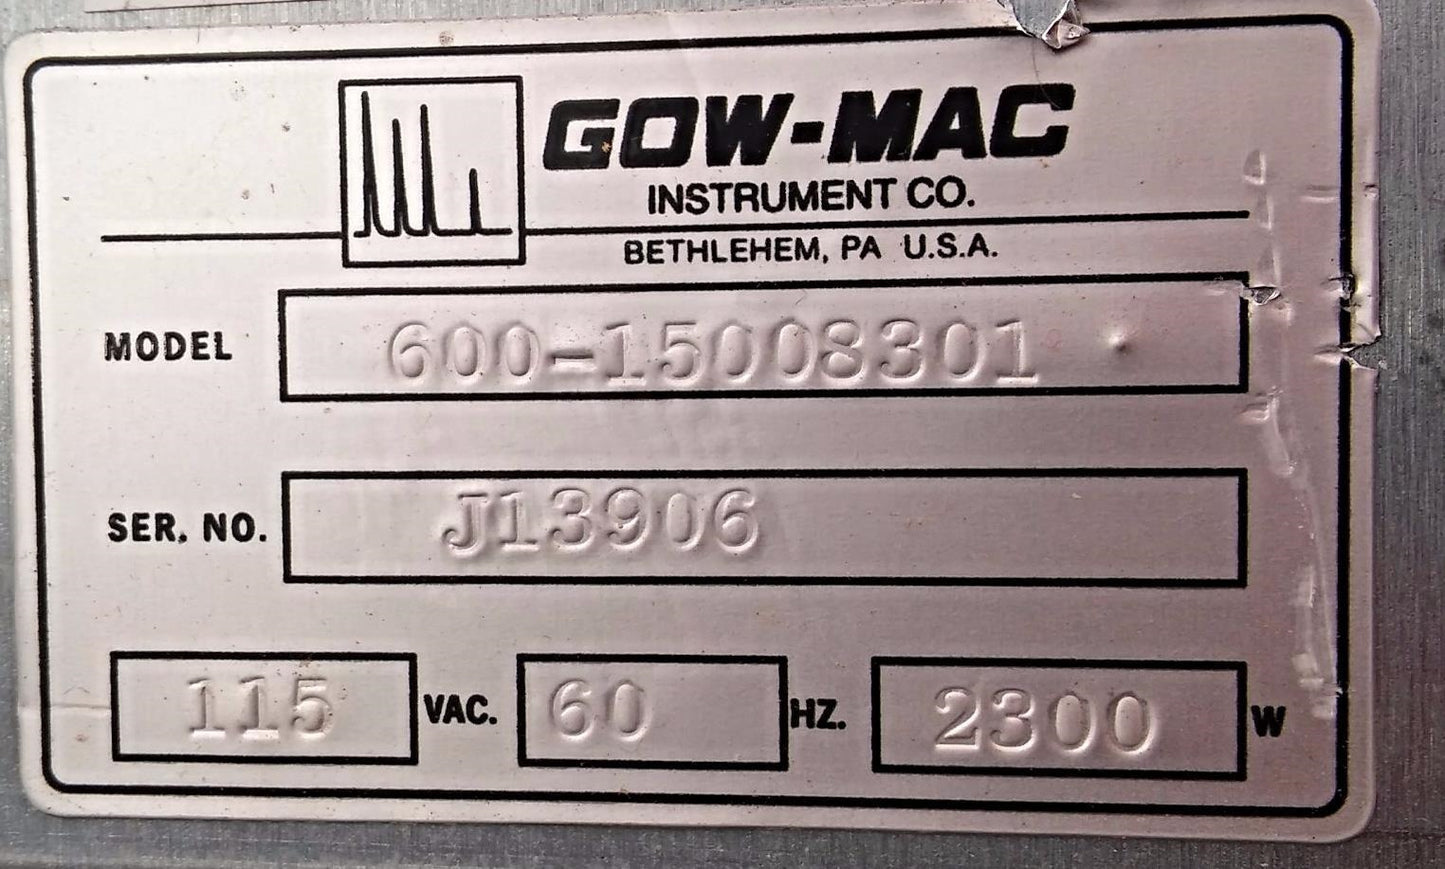 GOW-MAC
INSTRUMENT CO.
BETHLEHEM, PA U.S.A.
MODEL 600-15008301
SER. NO. J13906
115 VAC. 60 HZ. 2300 W